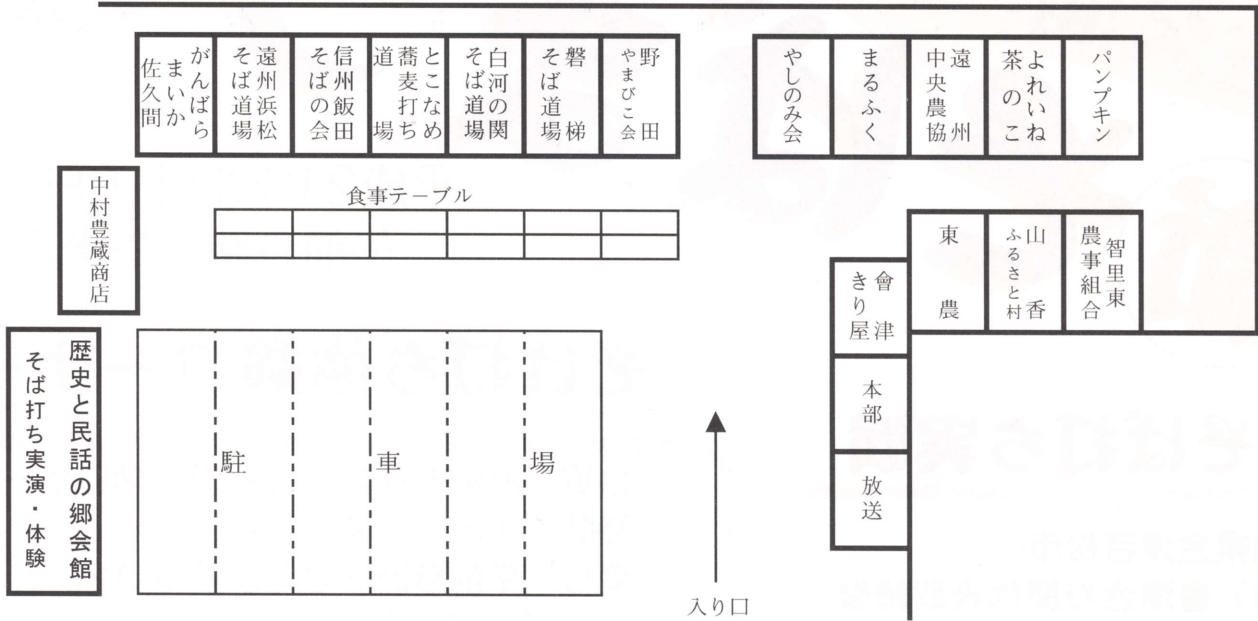 がんばら
まいか
佐久間
遠州浜松
そば道場
信州飯田
そばの会
とこなめ
蕎麦打ち
道場
白河の関
そば道場
磐梯
そば道場
野田
やまびこ会
やしのみ会
まるふく
遠州
中央農協
よれいね
茶のこ
パンプキン
中村豊蔵商店
食事テーブル
東農
山香
ふるさと村
智里東
農事組合
會津
きり屋
本部
放送
歴史と民話の郷会館
そば打ち実演・体験
駐車場
入り口